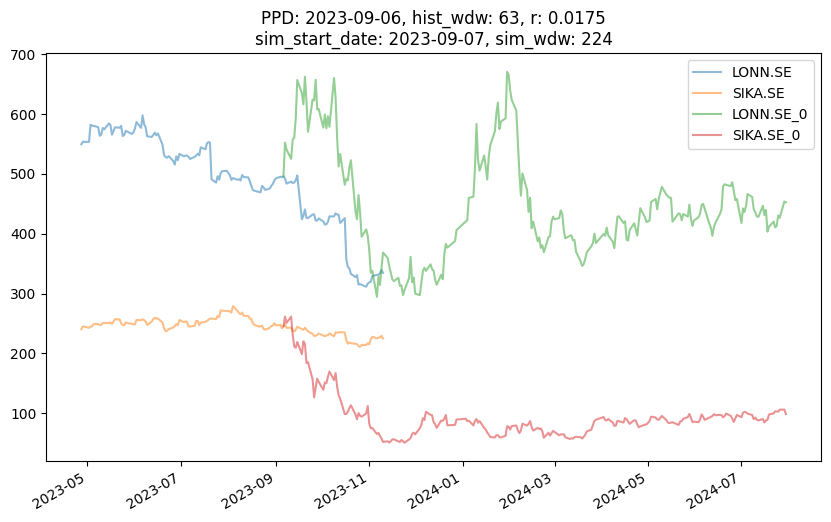 PPD: 2023-09-06, hist_wdw: 63, r: 0.0175
sim_start_date: 2023-09-07, sim_wdw: 224
LONN.SE
SIKA.SE
LONN.SE_0
SIKA.SE_0
700
600
500
400
300
200
100
2023-05
2023-07
2023-09
2023-11
2024-01
2024-03
2024-05
2024-07